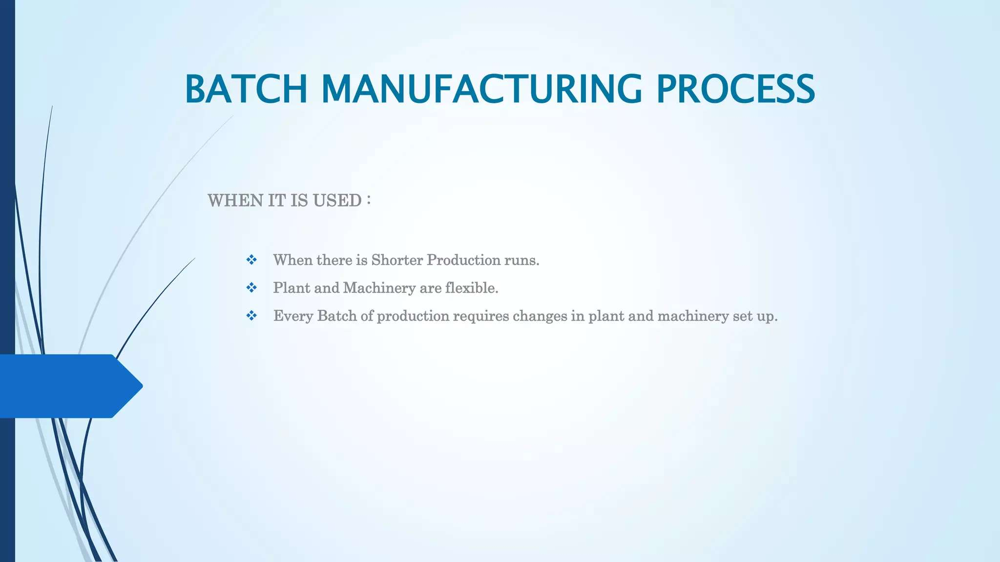 BATCH MANUFACTURING PROCESS
WHEN IT IS USED :
❖ When there is Shorter Production runs.
❖ Plant and Machinery are flexible.
❖ Every Batch of production requires changes in plant and machinery set up.